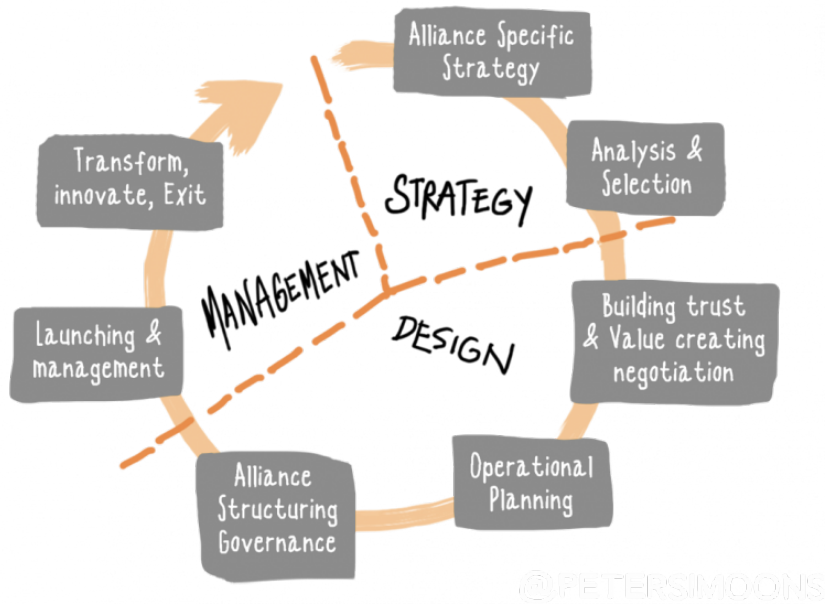 Alliance Specific
Strategy
Analysis &
Selection
STRATEGY
Transform,
innovate, Exit
MANAGEMENT
DESIGN
Building trust
& Value creating
negotiation
Launching &
management
Operational
Planning
Alliance
Structuring
Governance
@PETERSIMOONS